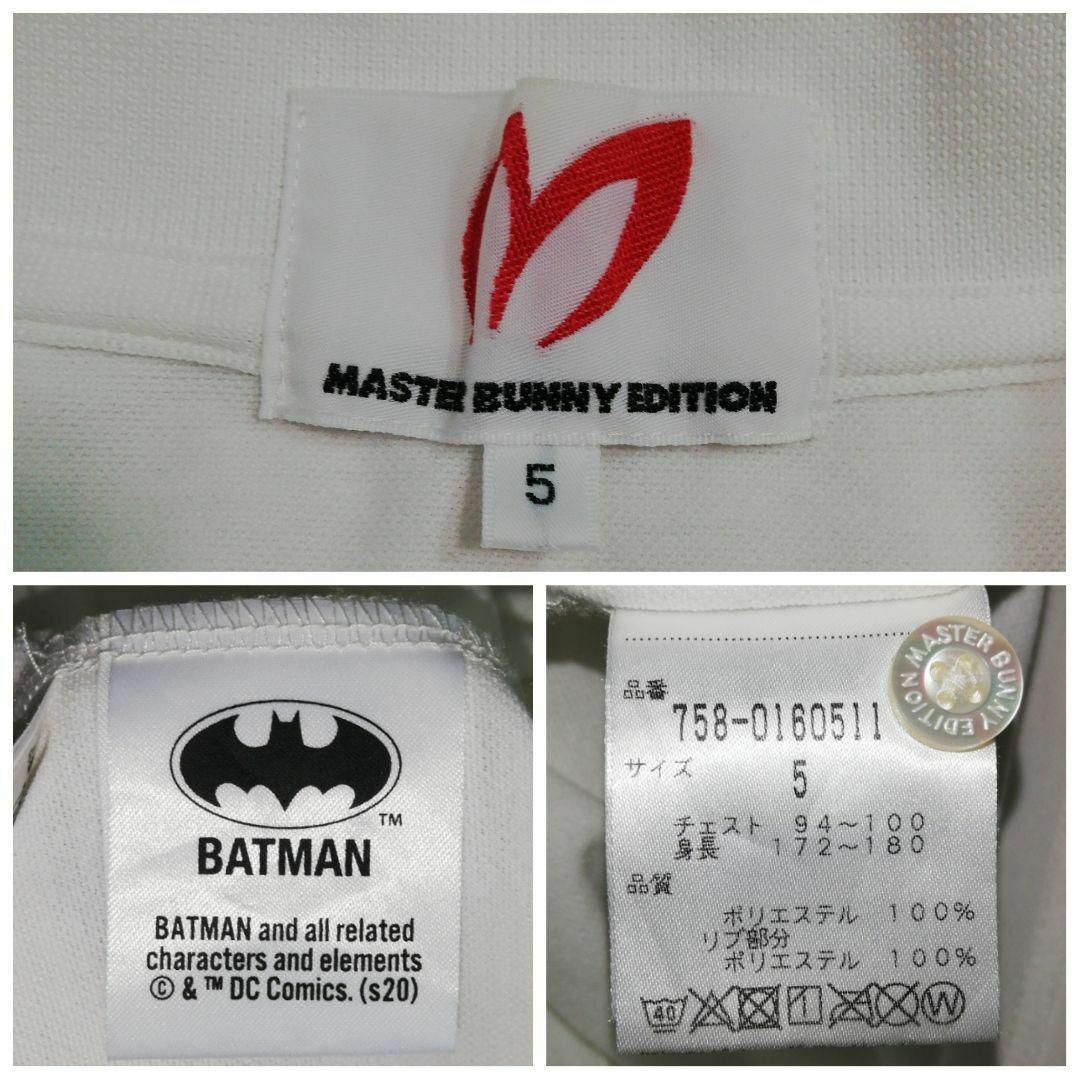 MASTER BUNNY EDITION
5
TM
BATMAN
BATMAN and all related
characters and elements
© & ™ DC Comics. (s20)
MASTER BUNNY EDITION
品番
758-0160511
サイズ
5
チェスト 94～100
身長 172～180
品質
ポリエステル 100%
リブ部分
ポリエステル 100%
40
W